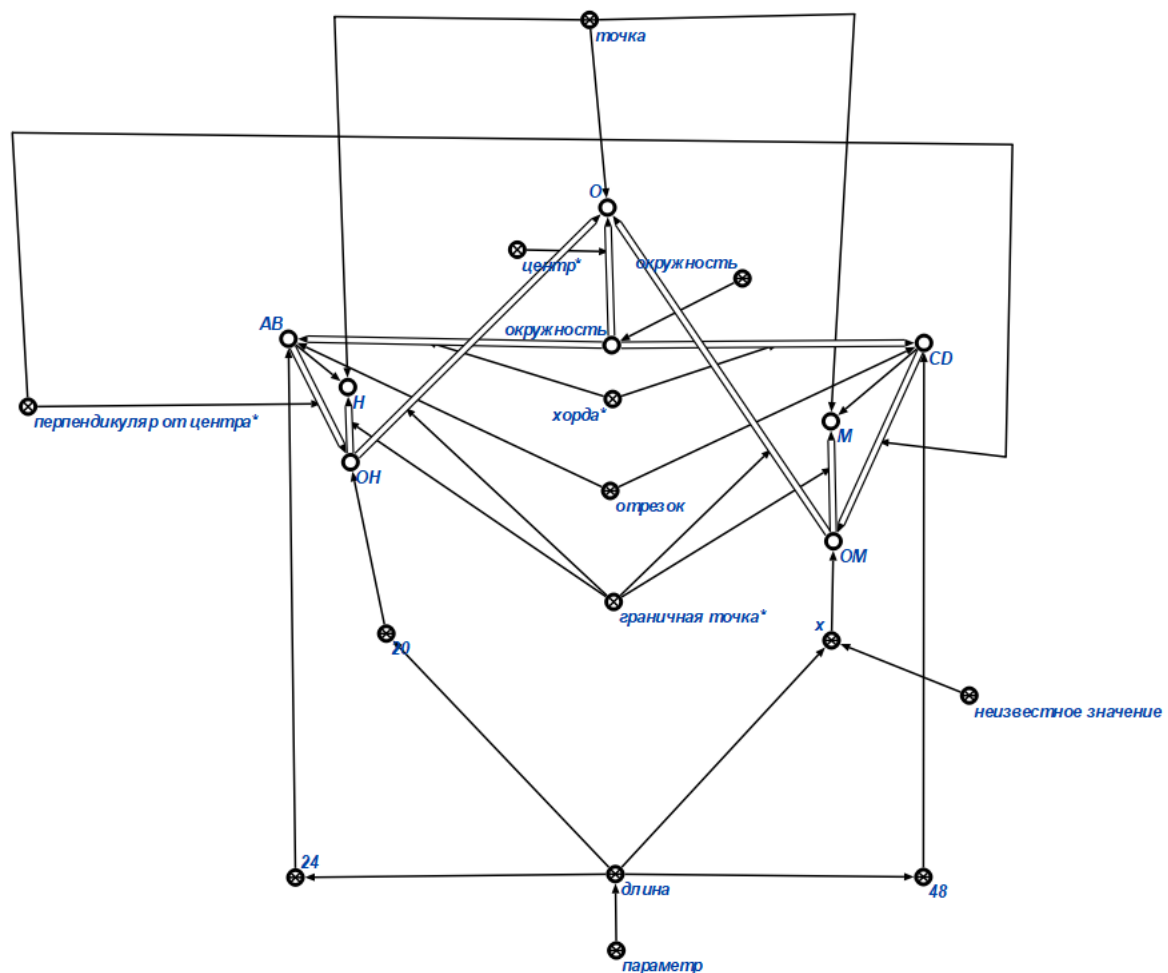 точка
O
центр*
окружность
AB
окружность
CD
H
хорда*
M
перпендикуляр от центра*
OH
отрезок
OM
граничная точка*
x
20
неизвестное значение
24
длина
48
параметр